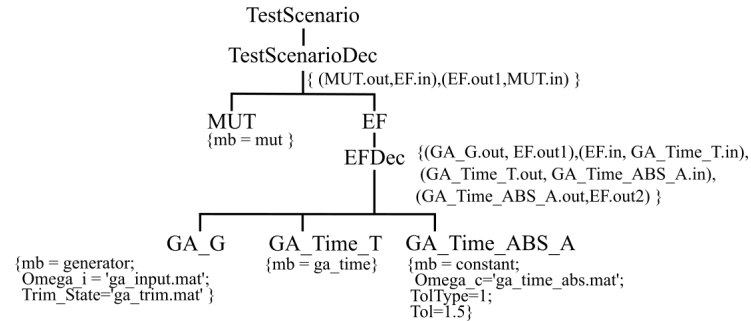 TestScenario
TestScenarioDec
{ (MUT.out,EF.in),(EF.out1,MUT.in) }
MUT
{mb = mut }
EF
EFDec
{(GA_G.out, EF.out1),(EF.in, GA_Time_T.in),
(GA_Time_T.out, GA_Time_ABS_A.in),
(GA_Time_ABS_A.out,EF.out2) }
GA_G
{mb = generator;
Omega_i = 'ga_input.mat';
Trim_State='ga_trim.mat' }
GA_Time_T
{mb = ga_time}
GA_Time_ABS_A
{mb = constant;
Omega_c='ga_time_abs.mat';
TolType=1;
Tol=1.5}